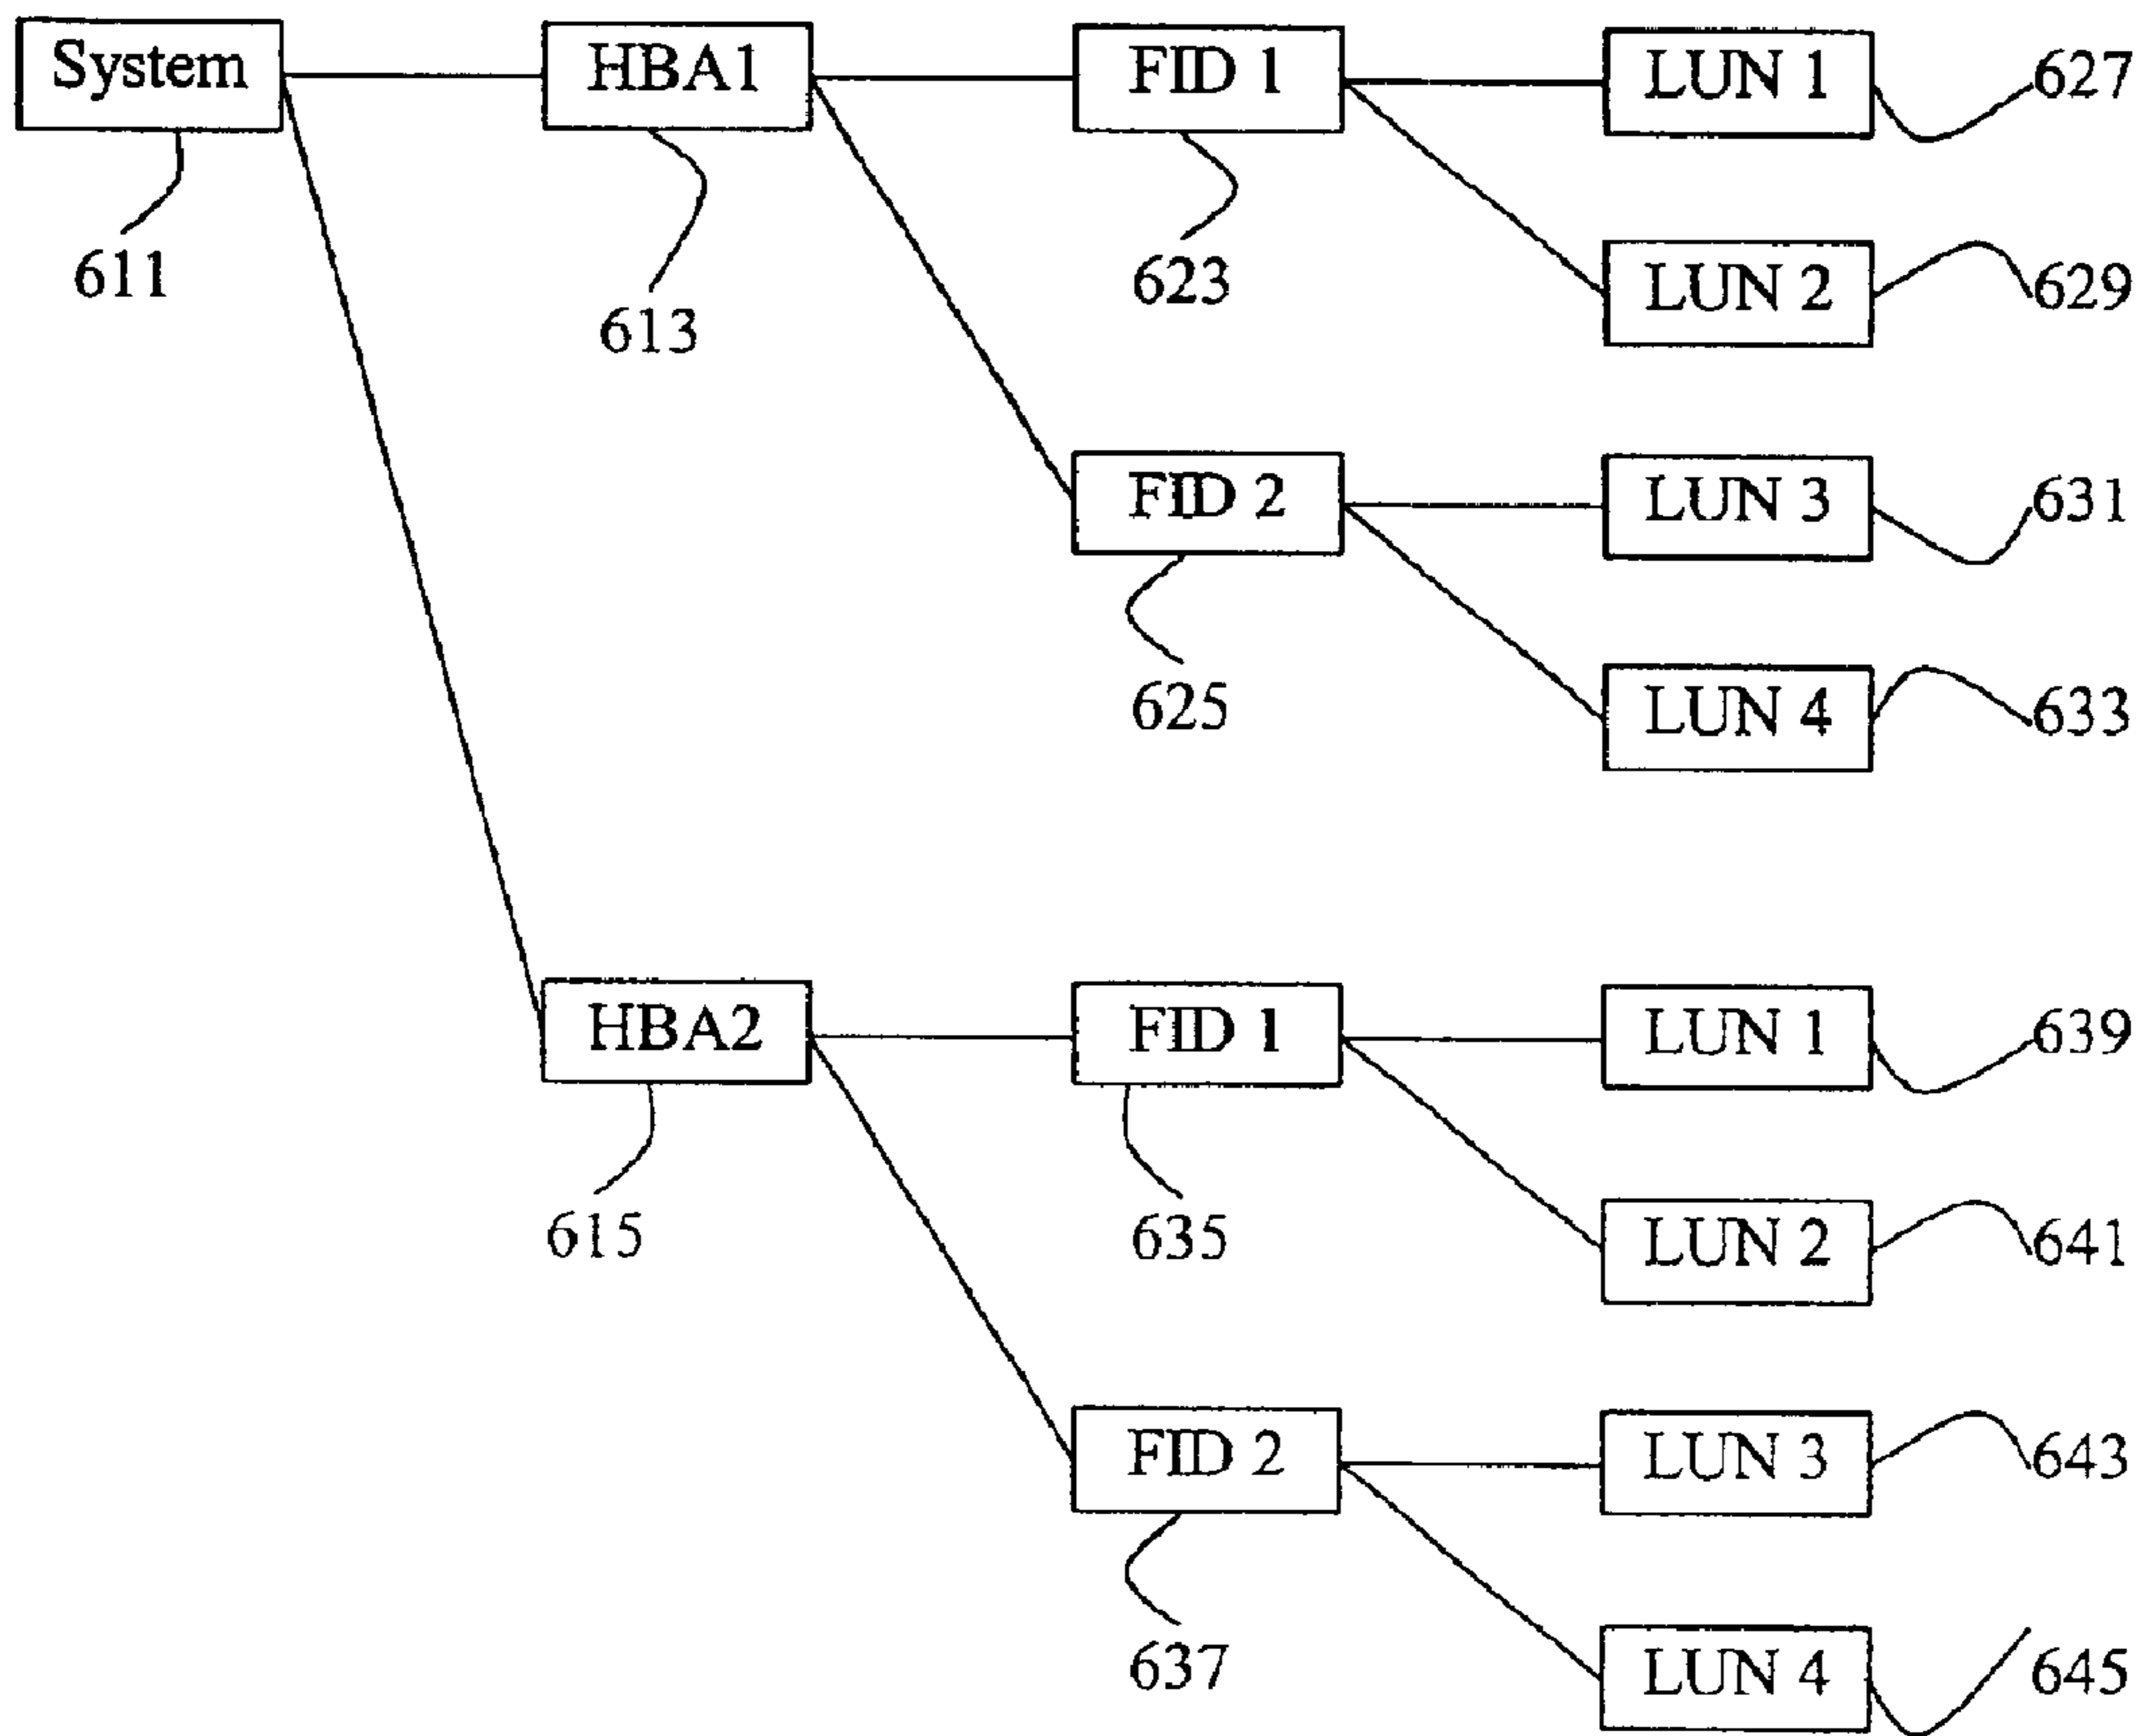 System HBA1 FID 1 LUN 1 627
611 613 623 LUN 2 629
FID 2 LUN 3 631
625 LUN 4 633
HBA2 FID 1 LUN 1 639
615 635 LUN 2 641
FID 2 LUN 3 643
637 LUN 4 645